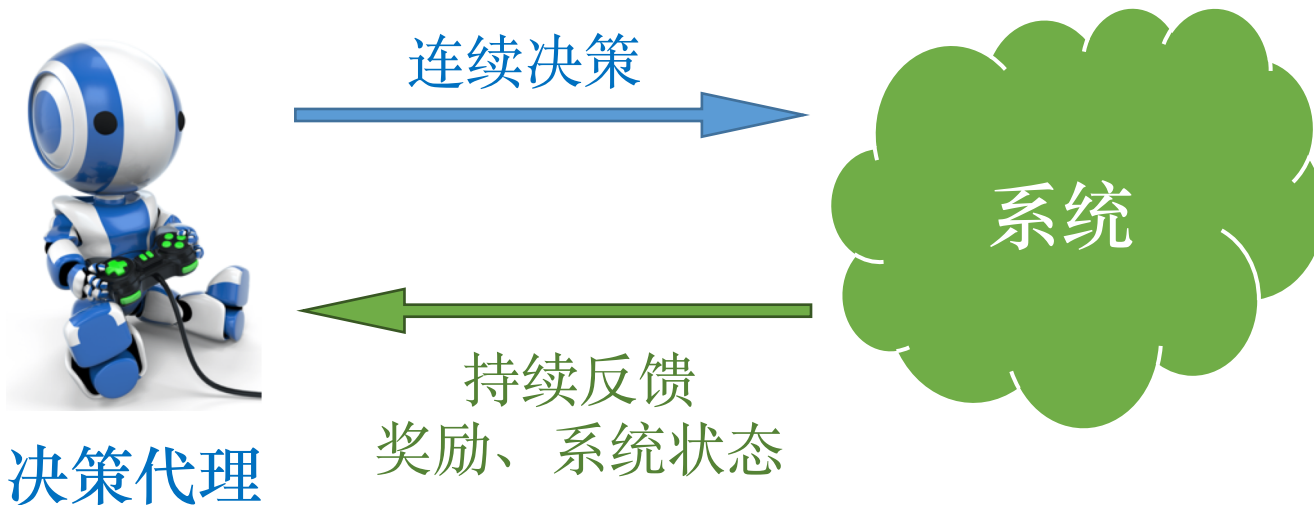 连续决策
系统
持续反馈
奖励、系统状态
决策代理